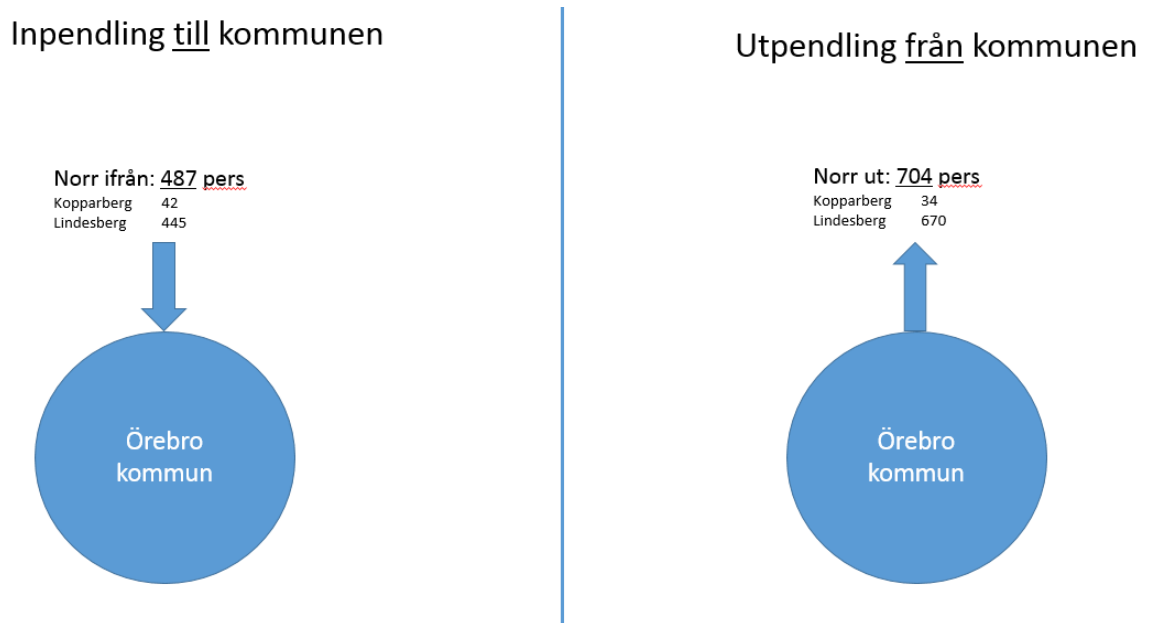 Inpendling till kommunen
Norr ifrån: 487 pers
Kopparberg 42
Lindesberg 445
Örebro
kommun
Utpendling från kommunen
Norr ut: 704 pers
Kopparberg 34
Lindesberg 670
Örebro
kommun